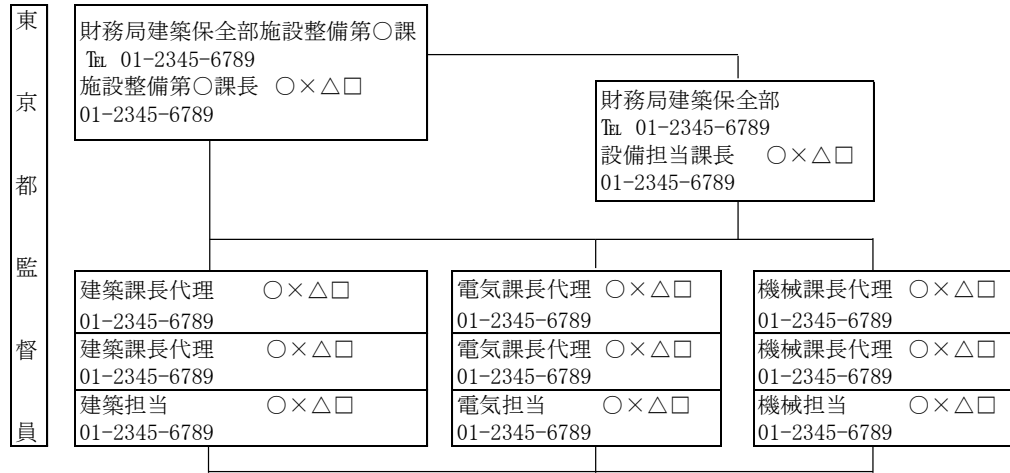 東京都監督員
財務局建築保全部施設整備第○課
℡ 01-2345-6789
施設整備第○課長 ○×△□
01-2345-6789
財務局建築保全部
℡ 01-2345-6789
設備担当課長 ○×△□
01-2345-6789
建築課長代理 ○×△□
01-2345-6789
建築課長代理 ○×△□
01-2345-6789
建築担当 ○×△□
01-2345-6789
電気課長代理 ○×△□
01-2345-6789
電気課長代理 ○×△□
01-2345-6789
電気担当 ○×△□
01-2345-6789
機械課長代理 ○×△□
01-2345-6789
機械課長代理 ○×△□
01-2345-6789
機械担当 ○×△□
01-2345-6789